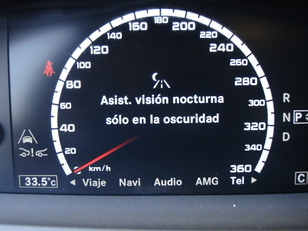 20
40
60
80
100
120
140
160
180
200
220
240
260
280
300
320
340
360
km/h
Asist. visión nocturna
sólo en la oscuridad
R
N P
D
33.5°C
◄ Viaje Navi Audio AMG Tel ►
C